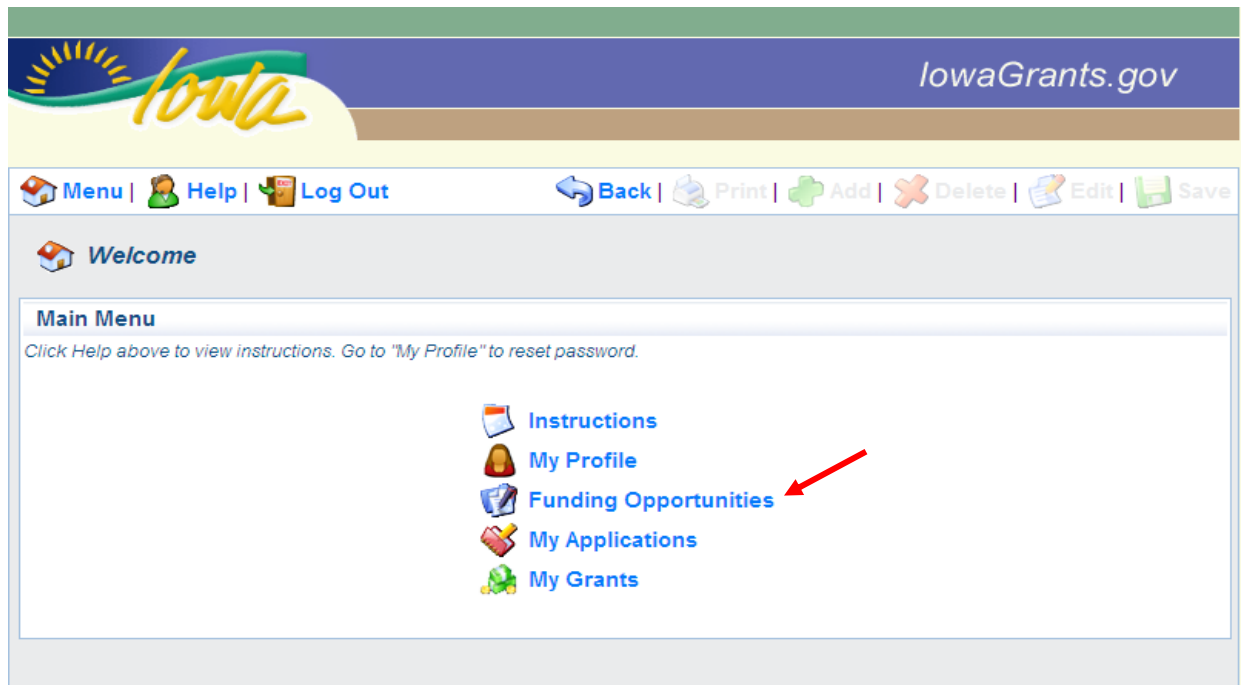 Iowa
IowaGrants.gov
Menu | Help | Log Out Back | Print | Add | Delete | Edit | Save
Welcome
Main Menu
Click Help above to view instructions. Go to "My Profile" to reset password.
Instructions
My Profile
Funding Opportunities
My Applications
My Grants